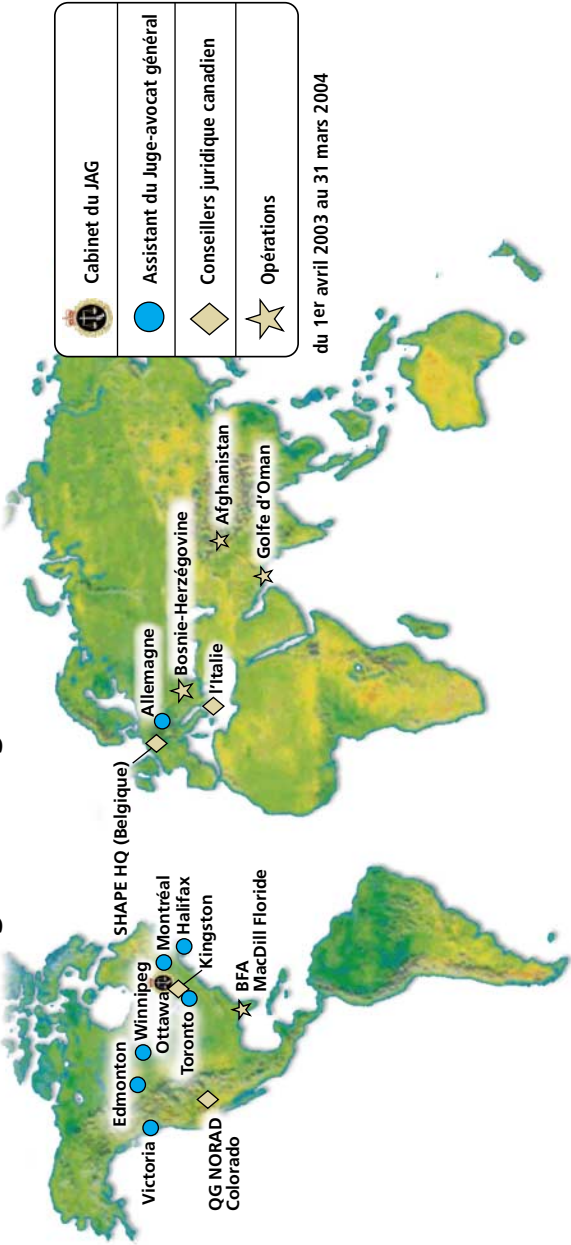 Cabinet du JAG
Assistant du Juge-avocat général
Conseillers juridique canadien
Opérations
du 1er avril 2003 au 31 mars 2004
SHAPE HQ (Belgique)
Allemagne
Bosnie-Herzégovine
l'Italie
Afghanistan
Golfe d'Oman
Victoria
Edmonton
Winnipeg
Ottawa
Toronto
Montréal
Halifax
Kingston
QG NORAD
Colorado
BFA
MacDill Floride